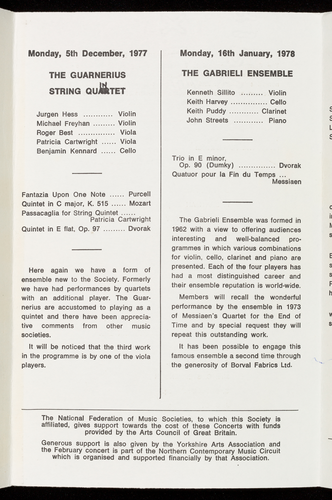 Monday, 5th December, 1977
THE GUARNERIUS
STRING QUINTET
Jurgen Hess ............ Violin
Michael Freyhan ......... Violin
Roger Best ............... Viola
Patricia Cartwright ...... Viola
Benjamin Kennard ...... Cello
Fantazia Upon One Note ...... Purcell
Quintet in C major, K. 515 ...... Mozart
Passacaglia for String Quintet ......
Patricia Cartwright
Quintet in E flat, Op. 97 ......... Dvorak
Here again we have a form of
ensemble new to the Society. Formerly
we have had performances by quartets
with an additional player. The Guar-
nerius are accustomed to playing as a
quintet and there have been apprecia-
tive comments from other music
societies.
It will be noticed that the third work
in the programme is by one of the viola
players.
Monday, 16th January, 1978
THE GABRIELI ENSEMBLE
Kenneth Sillito ......... Violin
Keith Harvey ............... Cello
Keith Puddy ............ Clarinet
John Streets ............ Piano
Trio in E minor,
Op. 90 (Dumky) ............... Dvorak
Quatuor pour la Fin du Temps ...
Messiaen
The Gabrieli Ensemble was formed in
1962 with a view to offering audiences
interesting and well-balanced pro-
grammes in which various combinations
for violin, cello, clarinet and piano are
presented. Each of the four players has
had a most distinguished career and
their ensemble reputation is world-wide.
Members will recall the wonderful
performance by the ensemble in 1973
of Messiaen's Quartet for the End of
Time and by special request they will
repeat this outstanding work.
It has been possible to engage this
famous ensemble a second time through
the generosity of Borval Fabrics Ltd.
The National Federation of Music Societies, to which this Society is
affiliated, gives support towards the cost of these Concerts with funds
provided by the Arts Council of Great Britain.
Generous support is also given by the Yorkshire Arts Association and
the February concert is part of the Northern Contemporary Music Circuit
which is organised and supported financially by that Association.